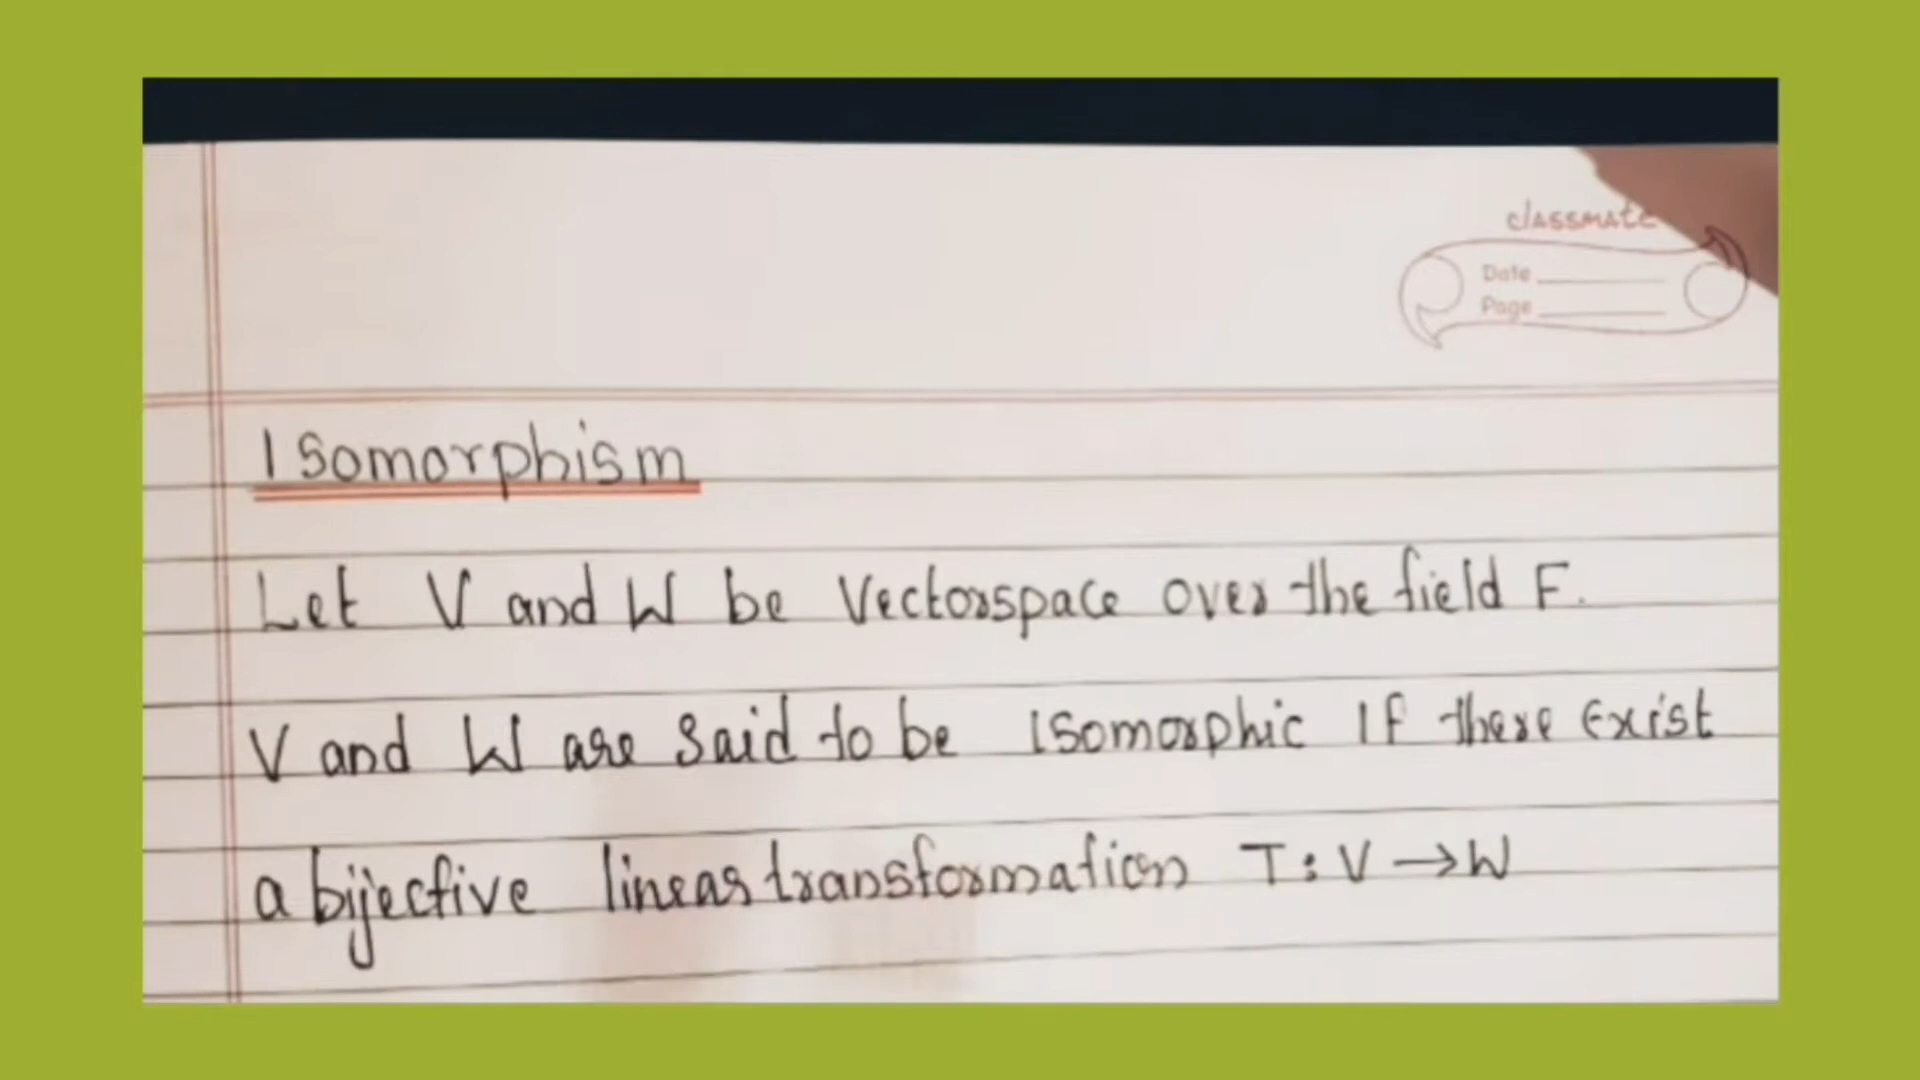 classmate
Date
Page
Isomorphism
Let V and W be Vectorspace over the field F.
V and W are said to be isomorphic if there exist
a bijective linear transformation T : V → W